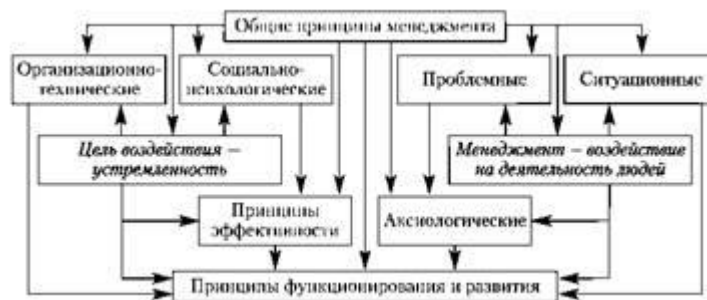 Общие принципы менеджмента
Организационно-
технические
Социально-
психологические
Проблемные
Ситуационные
Цель воздействия –
устремленность
Менеджмент – воздействие
на деятельность людей
Принципы
эффективности
Аксиологические
Принципы функционирования и развития